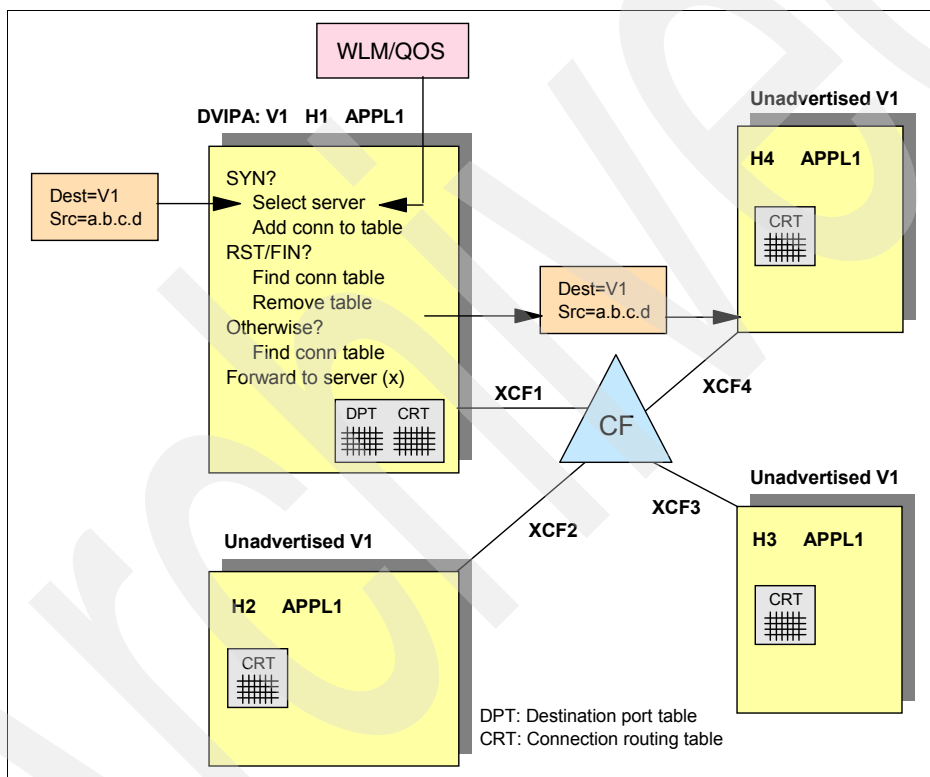 WLM/QOS
DVIPA: V1 H1 APPL1
Dest=V1
Src=a.b.c.d
SYN?
Select server
Add conn to table
RST/FIN?
Find conn table
Remove table
Otherwise?
Find conn table
Forward to server (x)
DPT CRT
Dest=V1
Src=a.b.c.d
Unadvertised V1
H4 APPL1
CRT
XCF1
XCF4
CF
XCF2
XCF3
Unadvertised V1
H2 APPL1
CRT
Unadvertised V1
H3 APPL1
CRT
DPT: Destination port table
CRT: Connection routing table